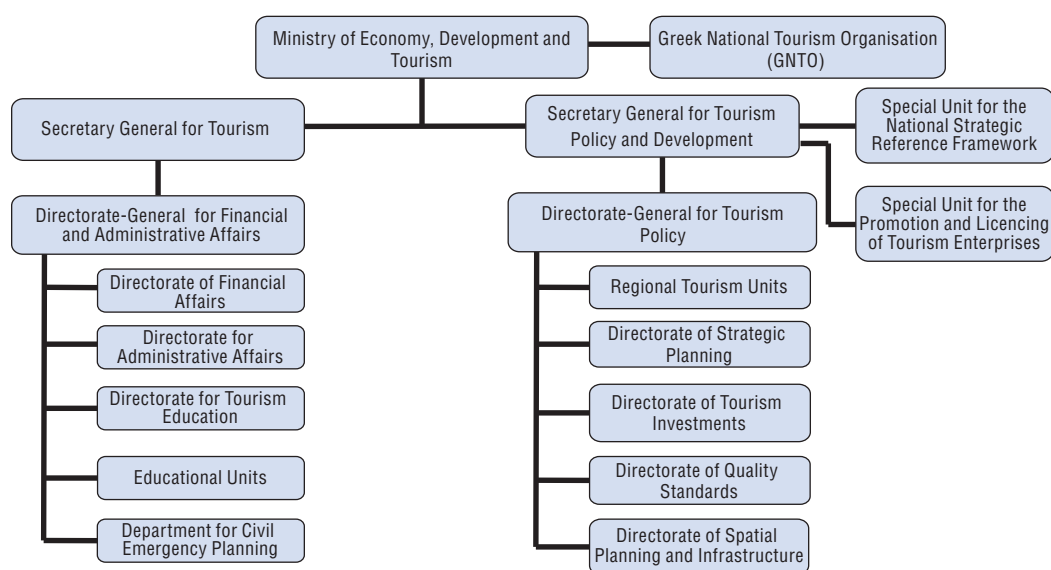 Ministry of Economy, Development and
Tourism
Greek National Tourism Organisation
(GNTO)
Secretary General for Tourism
Secretary General for Tourism
Policy and Development
Special Unit for the
National Strategic
Reference Framework
Directorate-General for Financial
and Administrative Affairs
Directorate-General for Tourism
Policy
Special Unit for the
Promotion and Licencing
of Tourism Enterprises
Directorate of Financial
Affairs
Directorate for
Administrative Affairs
Directorate for Tourism
Education
Educational Units
Department for Civil
Emergency Planning
Regional Tourism Units
Directorate of Strategic
Planning
Directorate of Tourism
Investments
Directorate of Quality
Standards
Directorate of Spatial
Planning and Infrastructure